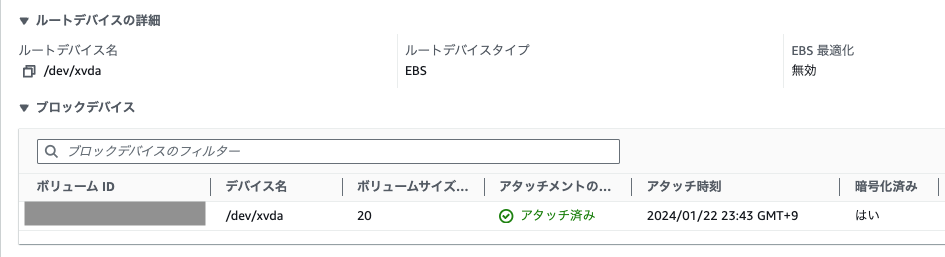 ▼ ルートデバイスの詳細
ルートデバイス名 ルートデバイスタイプ EBS 最適化
/dev/xvda EBS 無効
▼ ブロックデバイス
ブロックデバイスのフィルター
ボリューム ID デバイス名 ボリュームサイズ... アタッチメントの... アタッチ時刻 暗号化済み
/dev/xvda 20 アタッチ済み 2024/01/22 23:43 GMT+9 はい